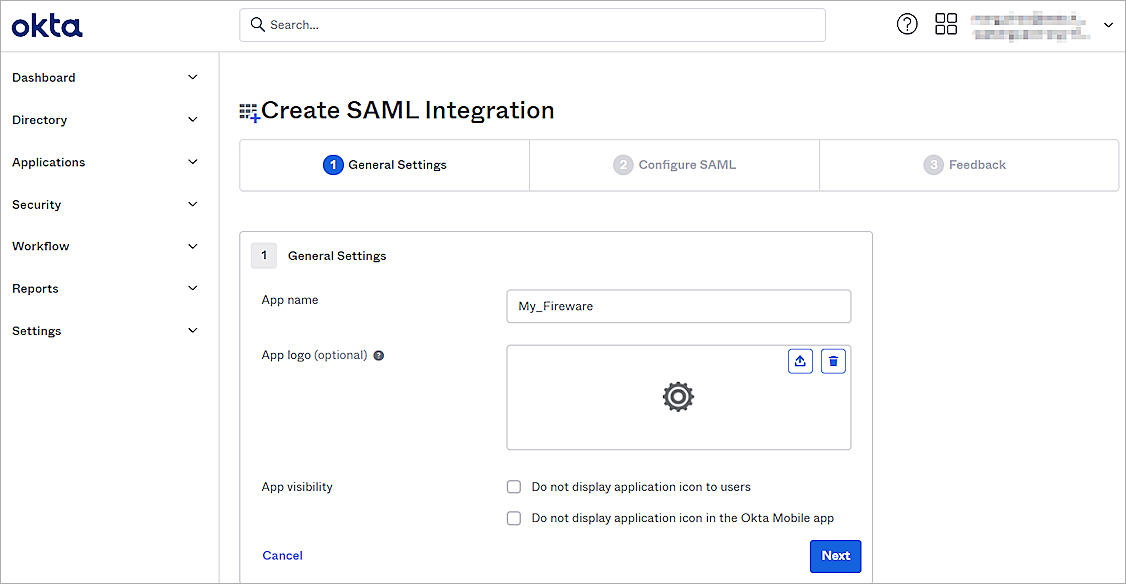 okta
Search...
?
Dashboard
Directory
Applications
Security
Workflow
Reports
Settings
Create SAML Integration
1 General Settings
2 Configure SAML
3 Feedback
1 General Settings
App name
My_Fireware
App logo (optional) ?
App visibility
Do not display application icon to users
Do not display application icon in the Okta Mobile app
Cancel
Next